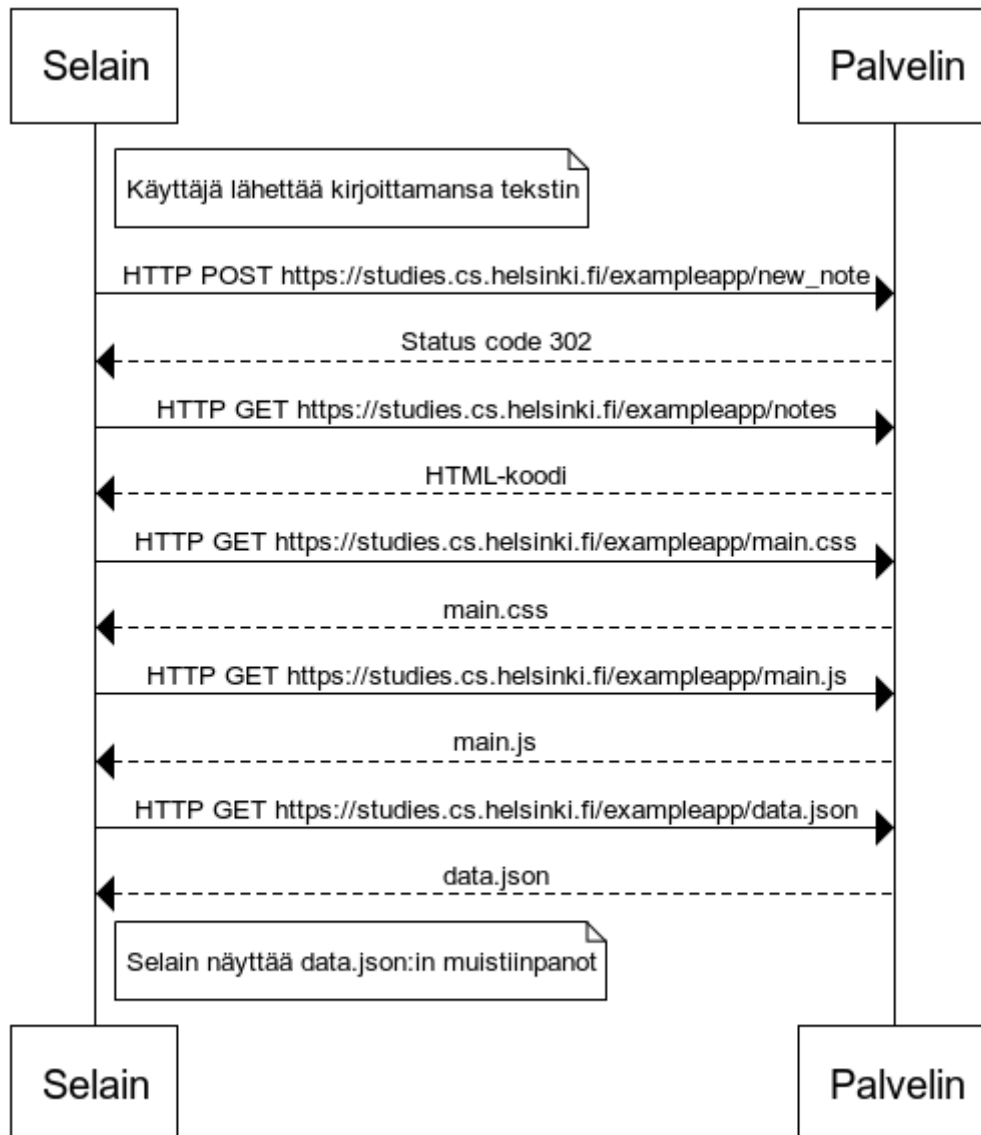 Selain
Palvelin
Käyttäjä lähettää kirjoittamansa tekstin
HTTP POST https://studies.cs.helsinki.fi/exampleapp/new_note
Status code 302
HTTP GET https://studies.cs.helsinki.fi/exampleapp/notes
HTML-koodi
HTTP GET https://studies.cs.helsinki.fi/exampleapp/main.css
main.css
HTTP GET https://studies.cs.helsinki.fi/exampleapp/main.js
main.js
HTTP GET https://studies.cs.helsinki.fi/exampleapp/data.json
data.json
Selain näyttää data.json:in muistiinpanot
Selain
Palvelin